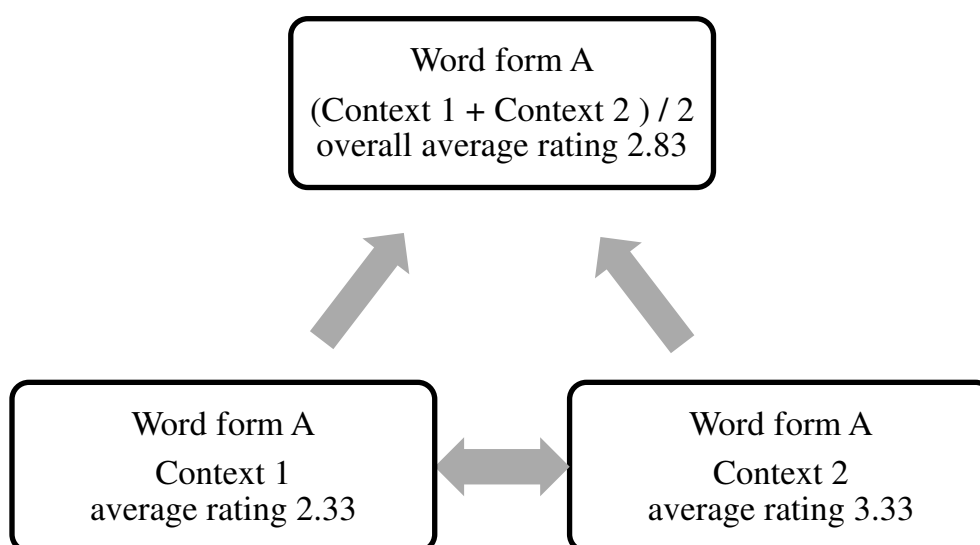 Word form A
(Context 1 + Context 2 ) / 2
overall average rating 2.83
Word form A
Context 1
average rating 2.33
Word form A
Context 2
average rating 3.33